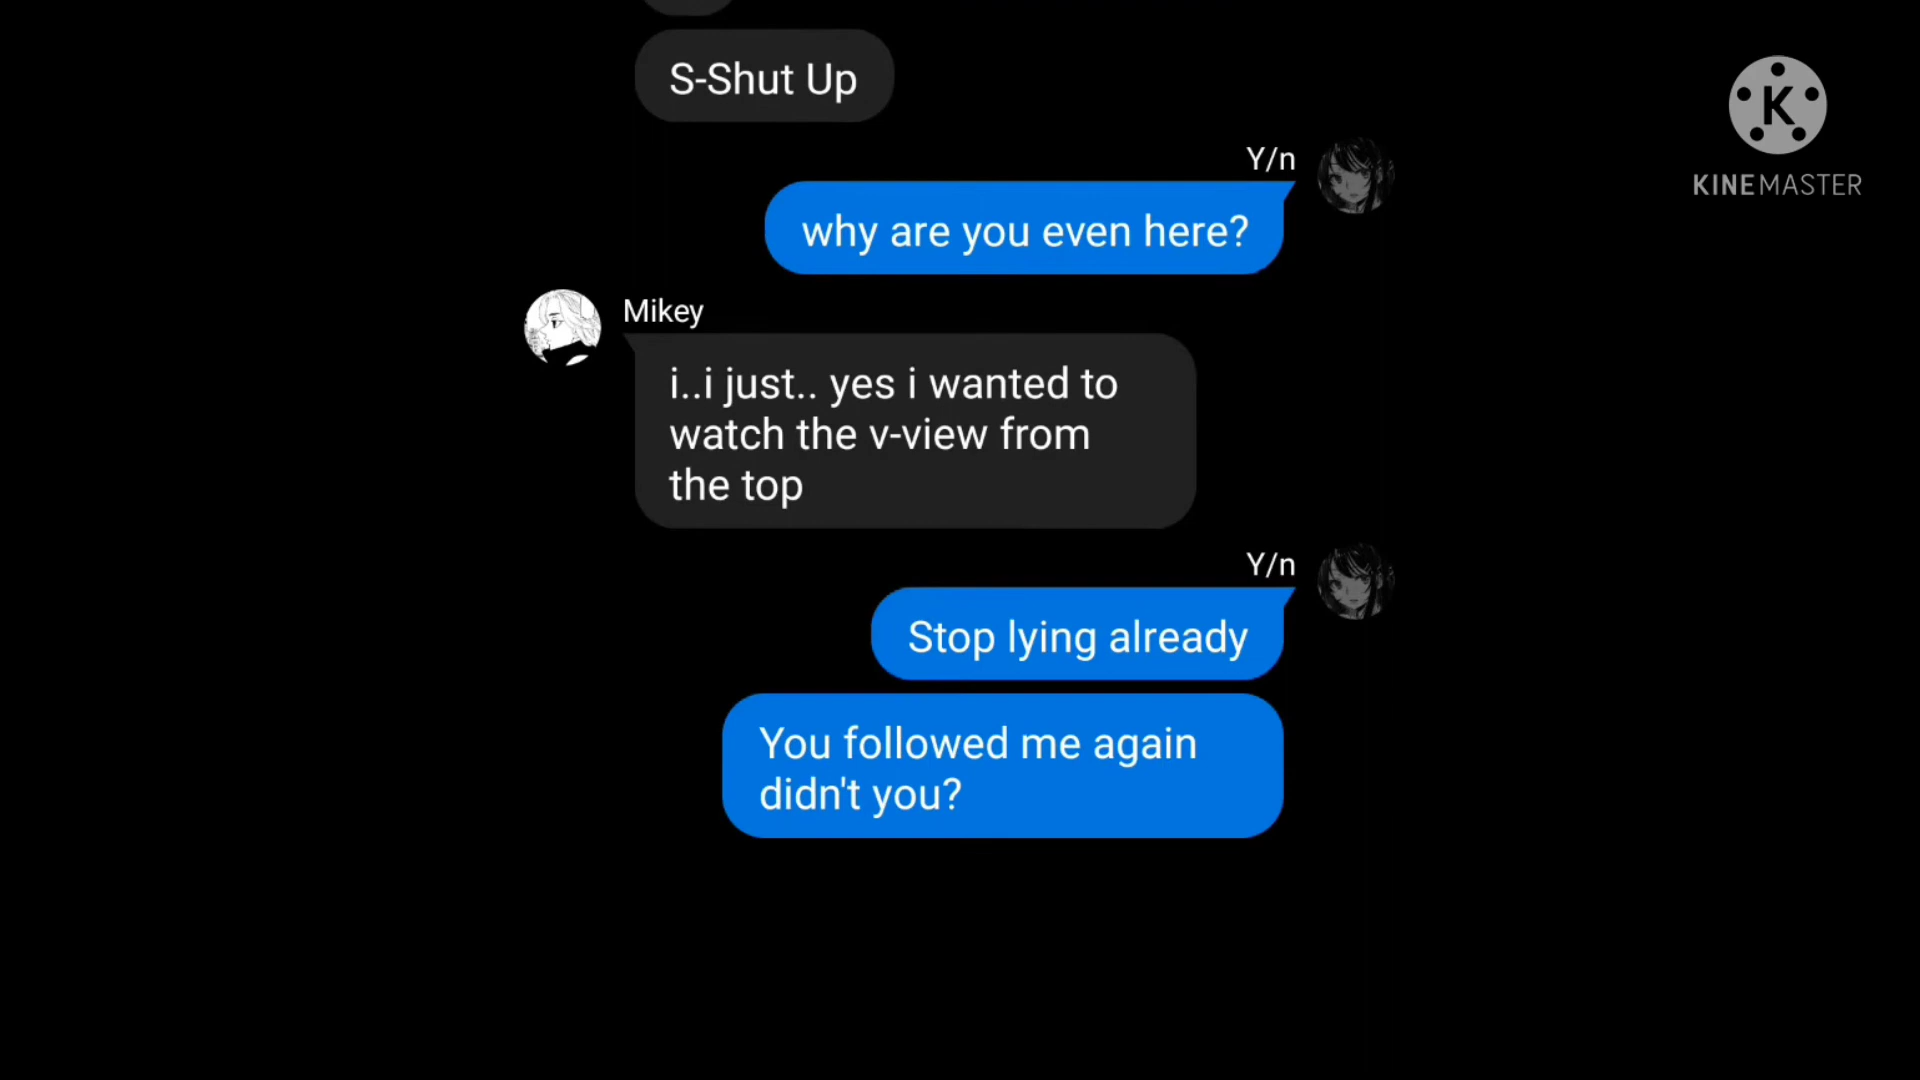 S-Shut Up
Y/n
why are you even here?
Mikey
i..i just.. yes i wanted to
watch the v-view from
the top
Y/n
Stop lying already
You followed me again
didn't you?
K
KINEMASTER